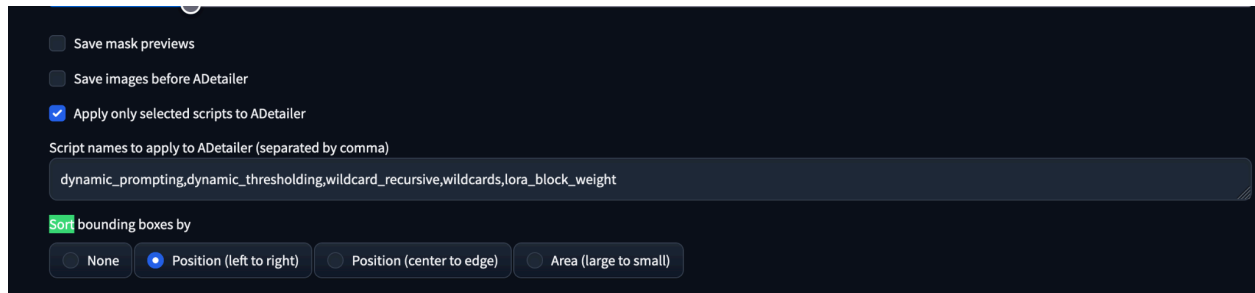 Save mask previews
Save images before ADetailer
Apply only selected scripts to ADetailer
Script names to apply to ADetailer (separated by comma)
dynamic_prompting,dynamic_thresholding,wildcard_recursive,wildcards,lora_block_weight
Sort bounding boxes by
None Position (left to right) Position (center to edge) Area (large to small)